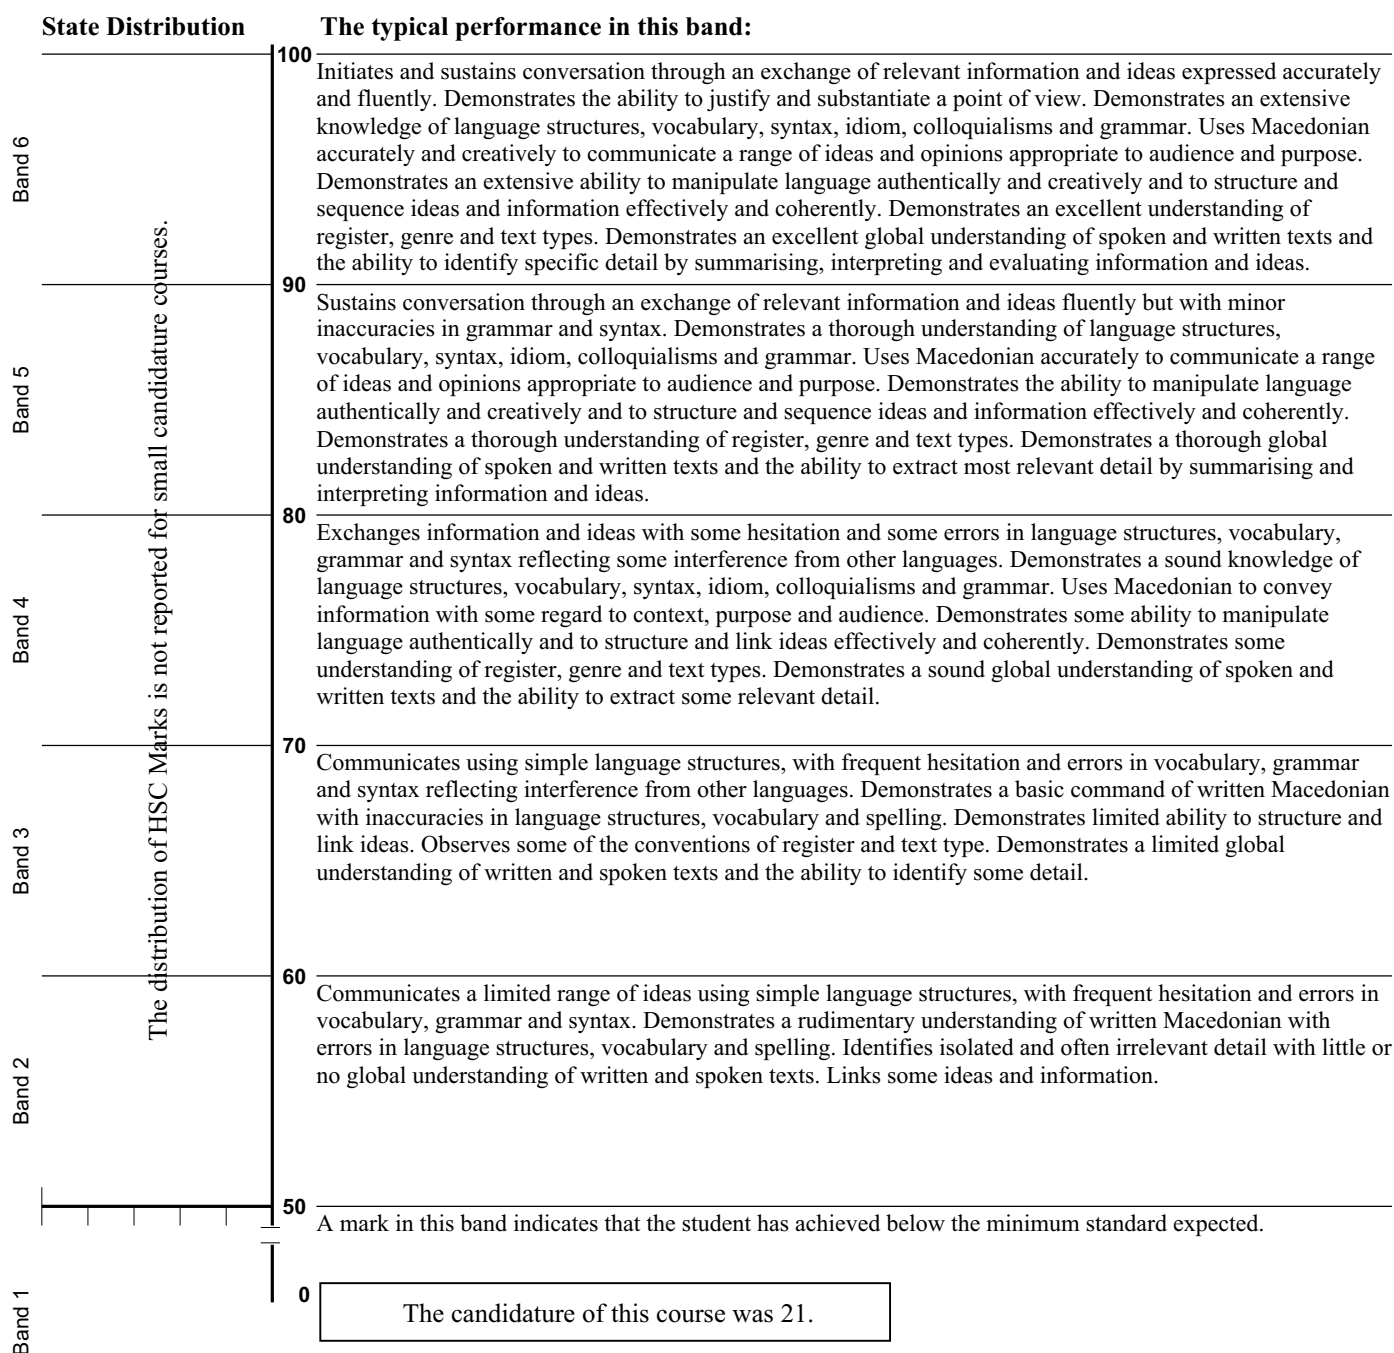 State Distribution
The typical performance in this band:
100
Initiates and sustains conversation through an exchange of relevant information and ideas expressed accurately
and fluently. Demonstrates the ability to justify and substantiate a point of view. Demonstrates an extensive
knowledge of language structures, vocabulary, syntax, idiom, colloquialisms and grammar. Uses Macedonian
accurately and creatively to communicate a range of ideas and opinions appropriate to audience and purpose.
Demonstrates an extensive ability to manipulate language authentically and creatively and to structure and
sequence ideas and information effectively and coherently. Demonstrates an excellent understanding of
register, genre and text types. Demonstrates an excellent global understanding of spoken and written texts and
the ability to identify specific detail by summarising, interpreting and evaluating information and ideas.
Band 6
90
Sustains conversation through an exchange of relevant information and ideas fluently but with minor
inaccuracies in grammar and syntax. Demonstrates a thorough understanding of language structures,
vocabulary, syntax, idiom, colloquialisms and grammar. Uses Macedonian accurately to communicate a range
of ideas and opinions appropriate to audience and purpose. Demonstrates the ability to manipulate language
authentically and creatively and to structure and sequence ideas and information effectively and coherently.
Demonstrates a thorough understanding of register, genre and text types. Demonstrates a thorough global
understanding of spoken and written texts and the ability to extract most relevant detail by summarising and
interpreting information and ideas.
Band 5
80
Exchanges information and ideas with some hesitation and some errors in language structures, vocabulary,
grammar and syntax reflecting some interference from other languages. Demonstrates a sound knowledge of
language structures, vocabulary, syntax, idiom, colloquialisms and grammar. Uses Macedonian to convey
information with some regard to context, purpose and audience. Demonstrates some ability to manipulate
language authentically and to structure and link ideas effectively and coherently. Demonstrates some
understanding of register, genre and text types. Demonstrates a sound global understanding of spoken and
written texts and the ability to extract some relevant detail.
Band 4
70
Communicates using simple language structures, with frequent hesitation and errors in vocabulary, grammar
and syntax reflecting interference from other languages. Demonstrates a basic command of written Macedonian
with inaccuracies in language structures, vocabulary and spelling. Demonstrates limited ability to structure and
link ideas. Observes some of the conventions of register and text type. Demonstrates a limited global
understanding of written and spoken texts and the ability to identify some detail.
Band 3
60
Communicates a limited range of ideas using simple language structures, with frequent hesitation and errors in
vocabulary, grammar and syntax. Demonstrates a rudimentary understanding of written Macedonian with
errors in language structures, vocabulary and spelling. Identifies isolated and often irrelevant detail with little or
no global understanding of written and spoken texts. Links some ideas and information.
Band 2
50
A mark in this band indicates that the student has achieved below the minimum standard expected.
0
Band 1
The distribution of HSC Marks is not reported for small candidature courses.
The candidature of this course was 21.